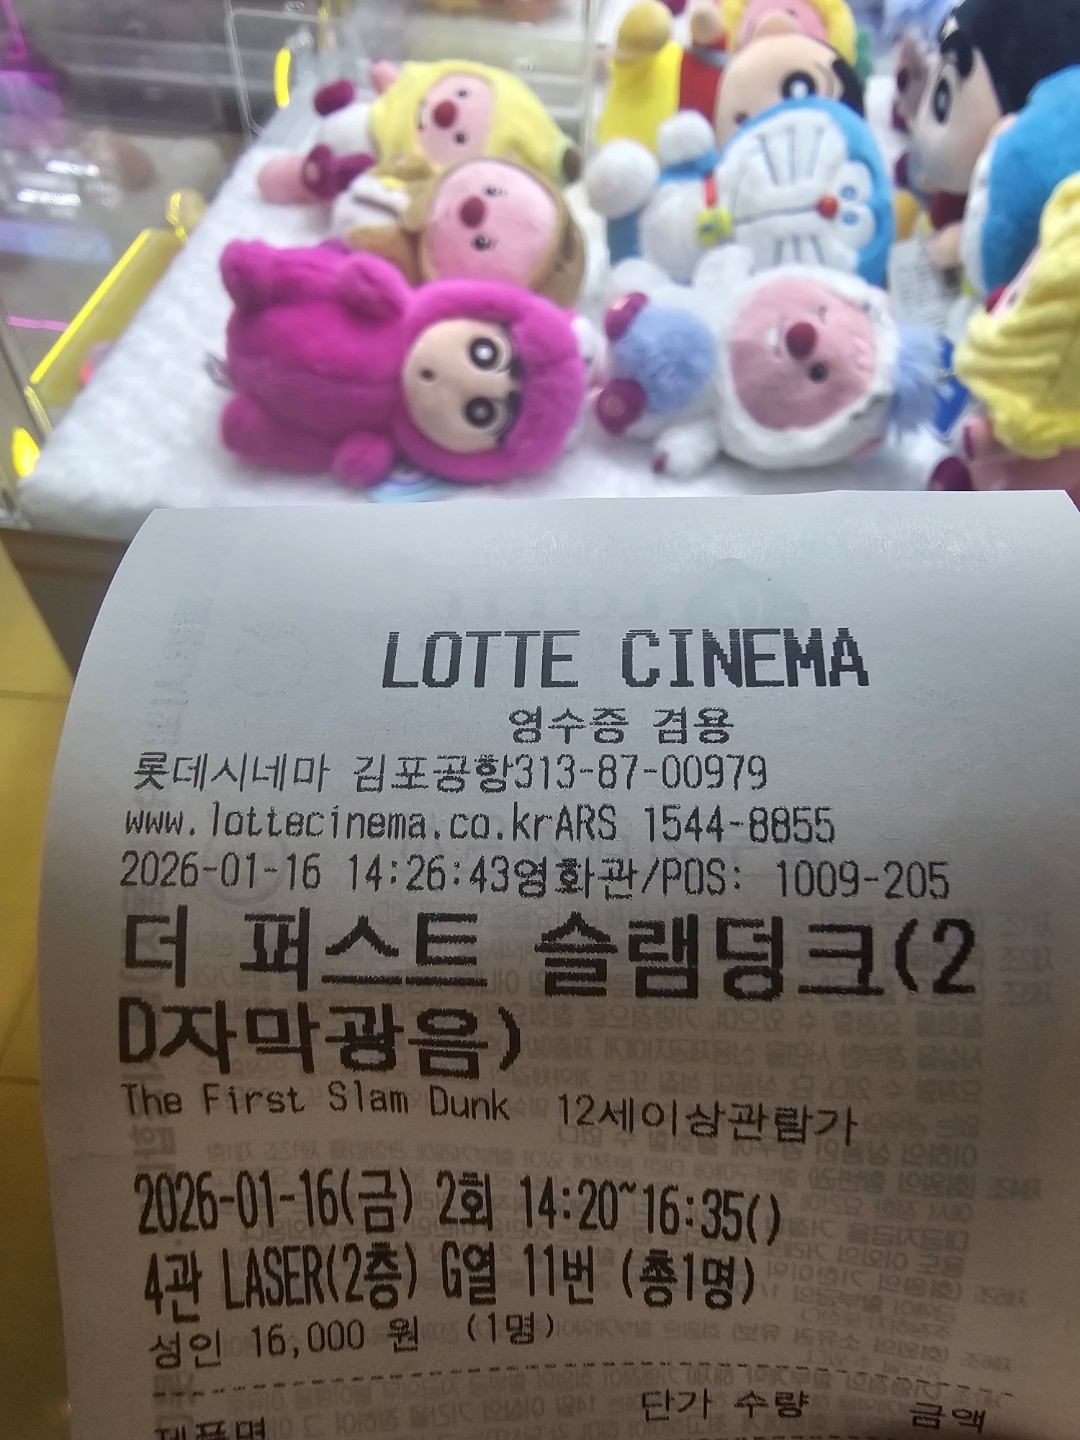 LOTTE CINEMA
영수증 겸용
롯데시네마 김포공항313-87-00979
www.lottecinema.co.krARS 1544-8855
2026-01-16 14:26:43영화관/POS: 1009-205
더 퍼스트 슬램덩크(2
D자막광음)
The First Slam Dunk 12세이상관람가
2026-01-16(금) 2회 14:20~16:35()
4관 LASER(2층) G열 11번 (총1명)
성인 16,000 원 (1명)
단가 수량 금액
제품명